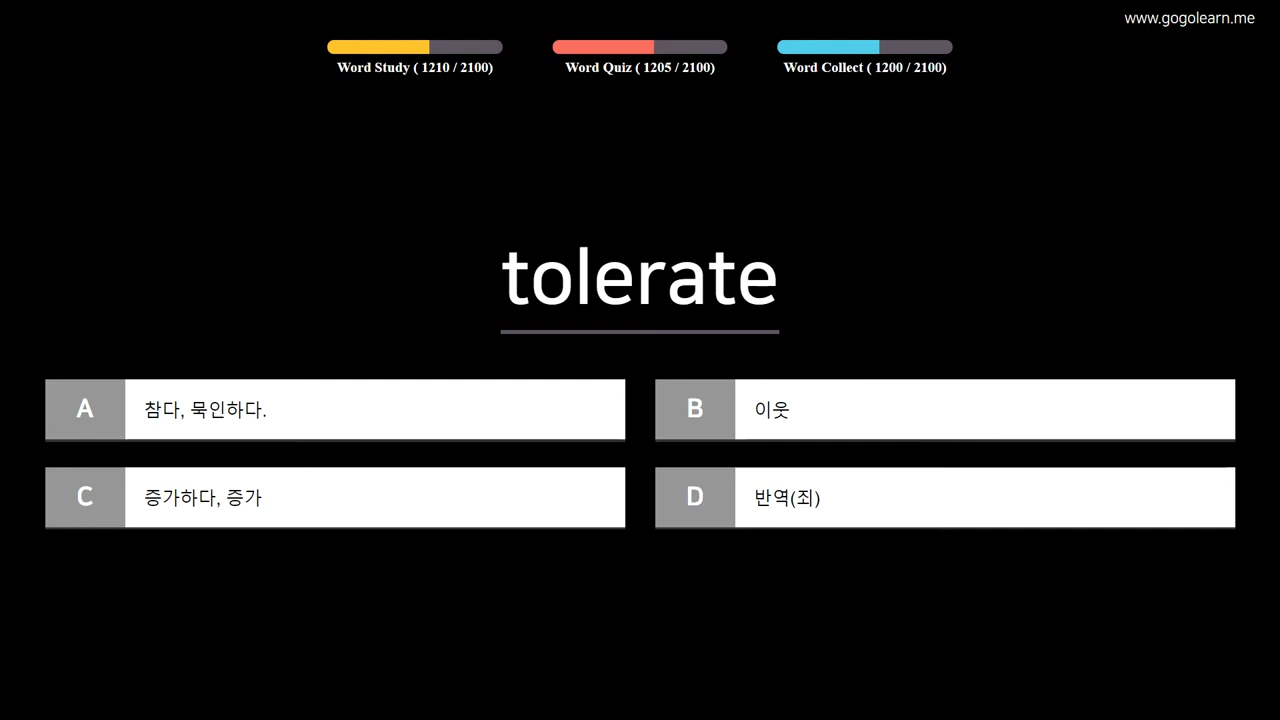 www.gogolearn.me
Word Study ( 1210 / 2100)
Word Quiz ( 1205 / 2100)
Word Collect ( 1200 / 2100)
tolerate
A 참다, 묵인하다.
B 이웃
C 증가하다, 증가
D 반역(죄)